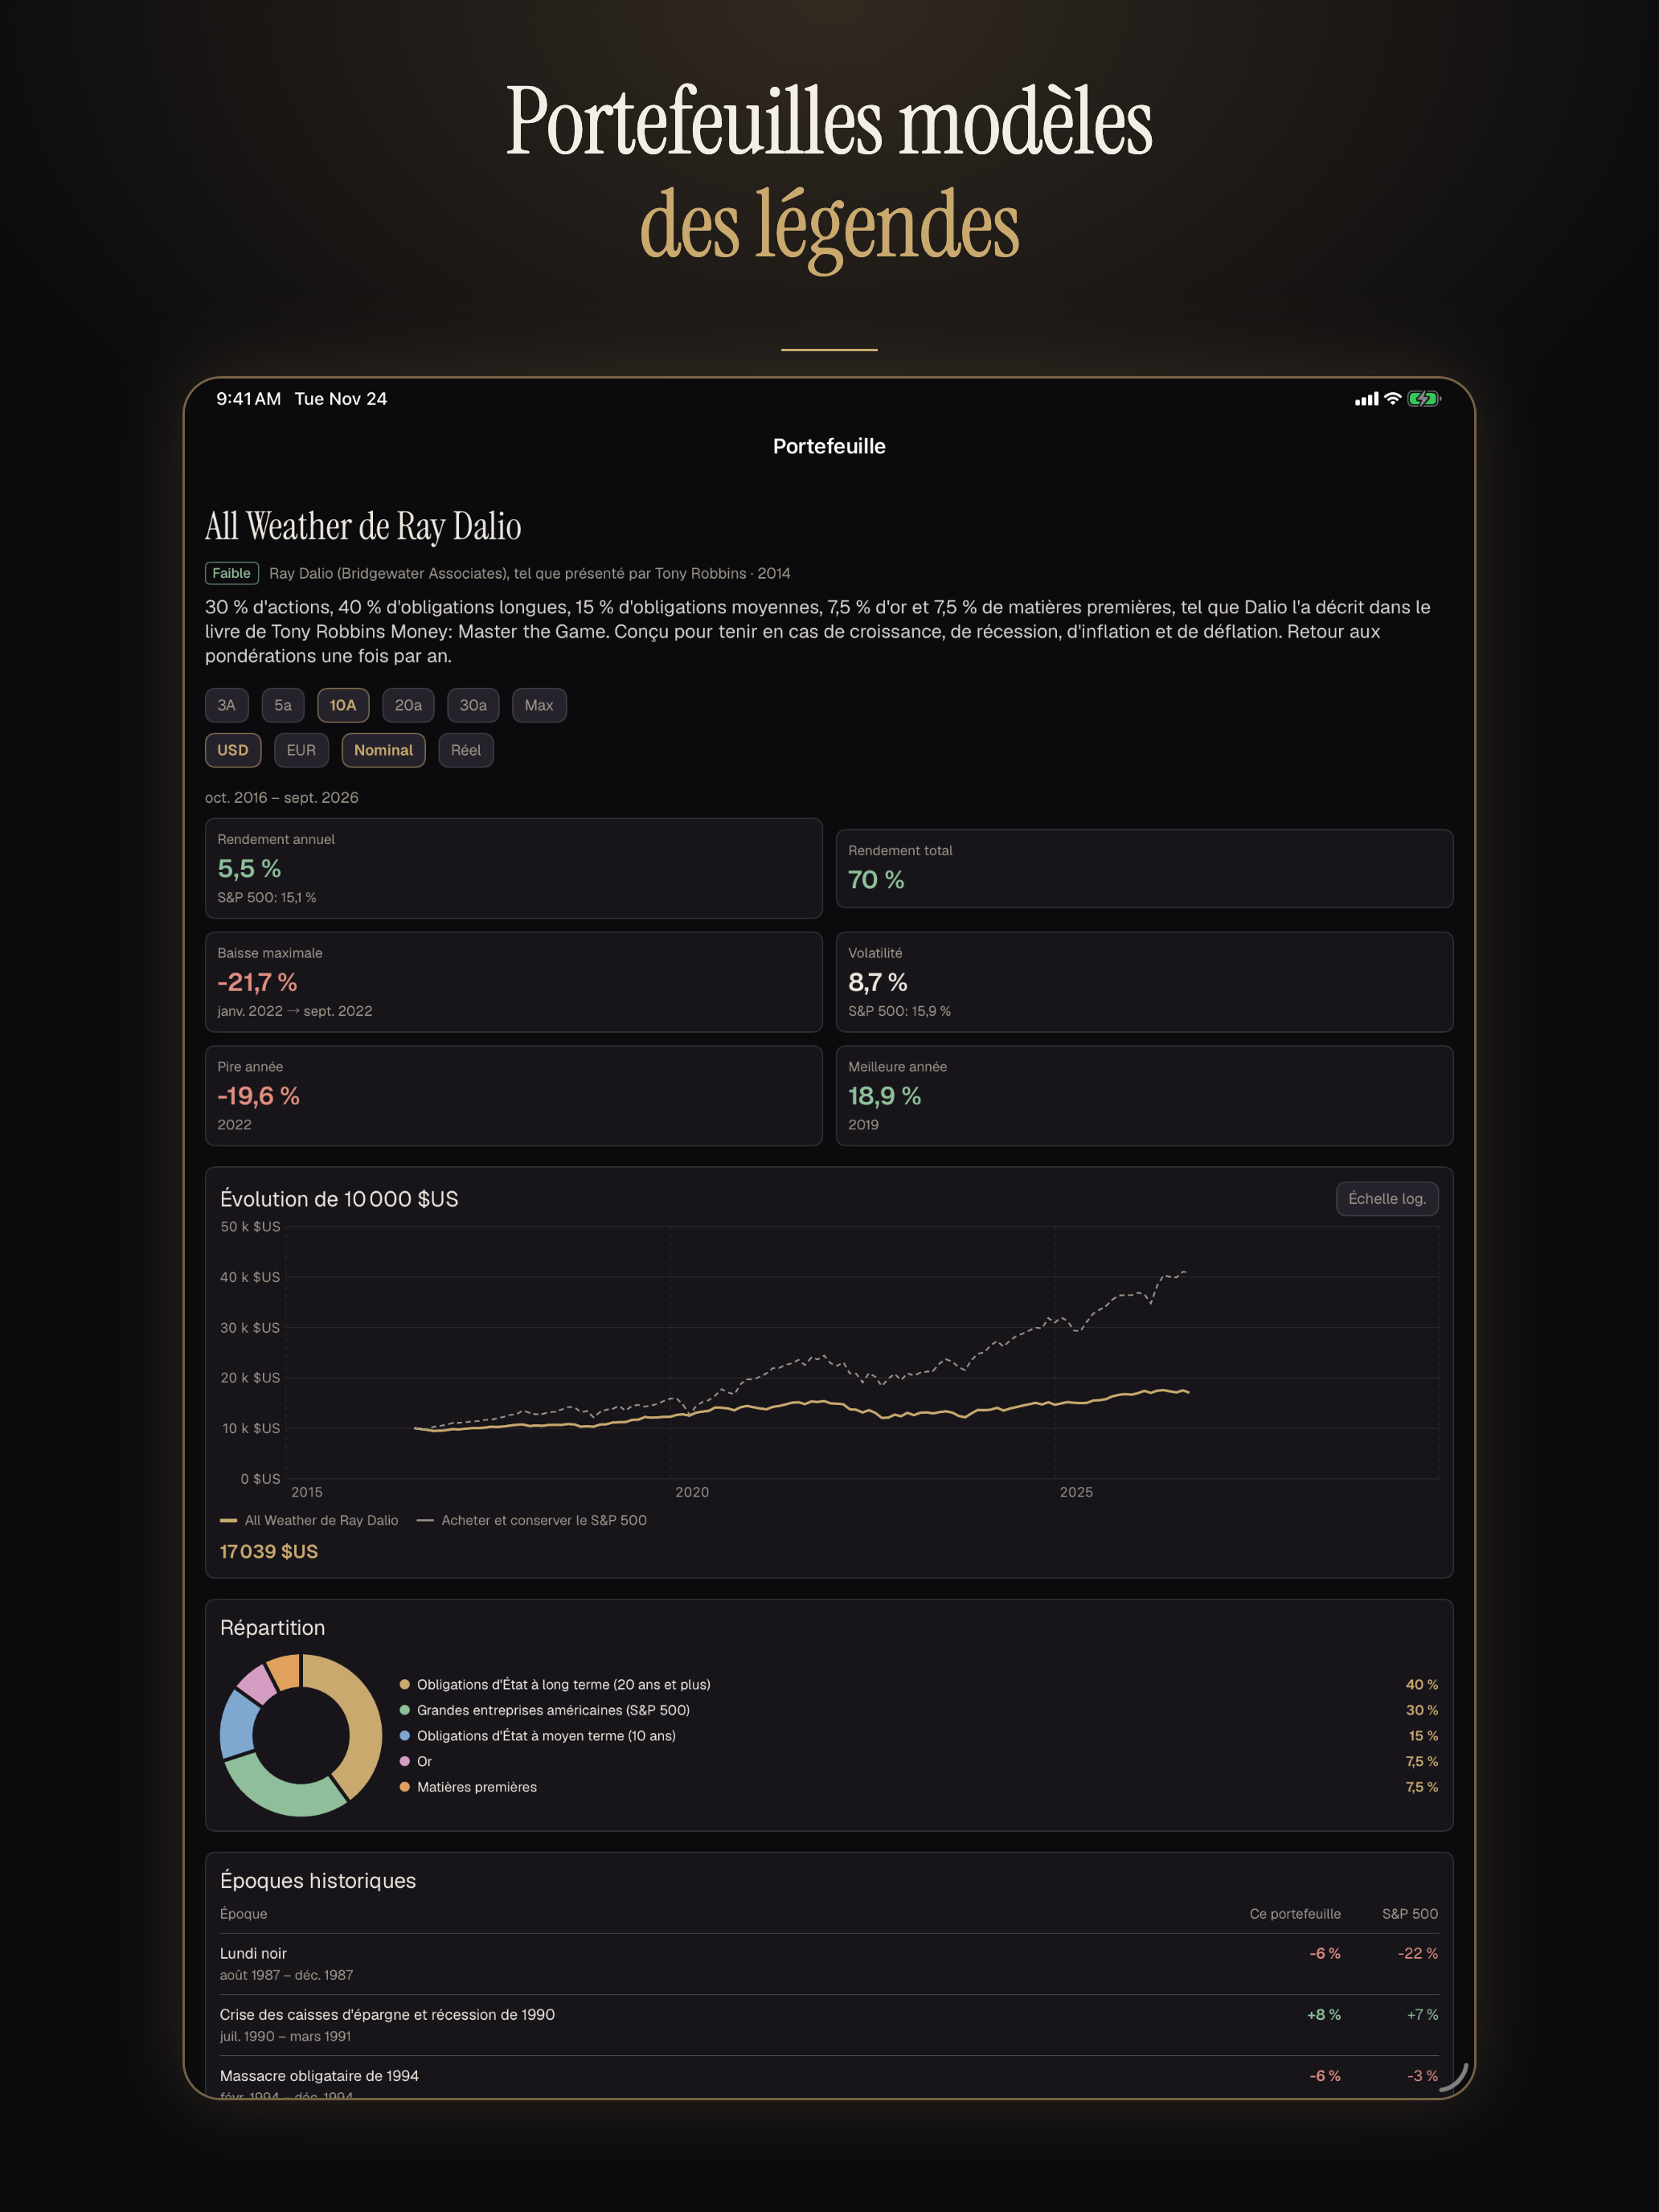 Portefeuilles modèles
des légendes
9:41 AM Tue Nov 24
Portefeuille
All Weather de Ray Dalio
Faible Ray Dalio (Bridgewater Associates), tel que présenté par Tony Robbins · 2014
30 % d'actions, 40 % d'obligations longues, 15 % d'obligations moyennes, 7,5 % d'or et 7,5 % de matières premières, tel que Dalio l'a décrit dans le
livre de Tony Robbins Money: Master the Game. Conçu pour tenir en cas de croissance, de récession, d'inflation et de déflation. Retour aux
pondérations une fois par an.
3A 5a 10A 20a 30a Max
USD EUR Nominal Réel
oct. 2016 – sept. 2026
Rendement annuel
5,5 %
S&P 500: 15,1 %
Rendement total
70 %
Baisse maximale
-21,7 %
janv. 2022 → sept. 2022
Volatilité
8,7 %
S&P 500: 15,9 %
Pire année
-19,6 %
2022
Meilleure année
18,9 %
2019
Évolution de 10 000 $US
Échelle log.
50 k $US
40 k $US
30 k $US
20 k $US
10 k $US
0 $US
2015 2020 2025
All Weather de Ray Dalio Acheter et conserver le S&P 500
17 039 $US
Répartition
Obligations d'État à long terme (20 ans et plus) 40 %
Grandes entreprises américaines (S&P 500) 30 %
Obligations d'État à moyen terme (10 ans) 15 %
Or 7,5 %
Matières premières 7,5 %
Époques historiques
Époque Ce portefeuille S&P 500
Lundi noir -6 % -22 %
août 1987 – déc. 1987
Crise des caisses d'épargne et récession de 1990 +8 % +7 %
juil. 1990 – mars 1991
Massacre obligataire de 1994 -6 % -3 %
févr. 1994 – déc. 1994